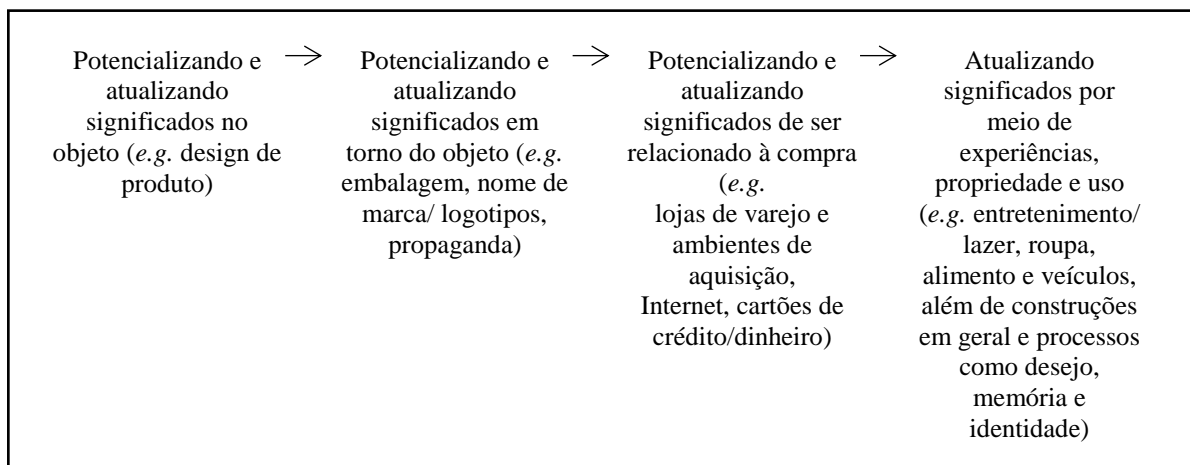 Potencializando e
atualizando
significados no
objeto (e.g. design de
produto)
→
Potencializando e
atualizando
significados em
torno do objeto (e.g.
embalagem, nome de
marca/ logotipos,
propaganda)
→
Potencializando e
atualizando
significados de ser
relacionado à compra
(e.g.
lojas de varejo e
ambientes de
aquisição,
Internet, cartões de
crédito/dinheiro)
→
Atualizando
significados por
meio de
experiências,
propriedade e uso
(e.g. entretenimento/
lazer, roupa,
alimento e veículos,
além de construções
em geral e processos
como desejo,
memória e
identidade)